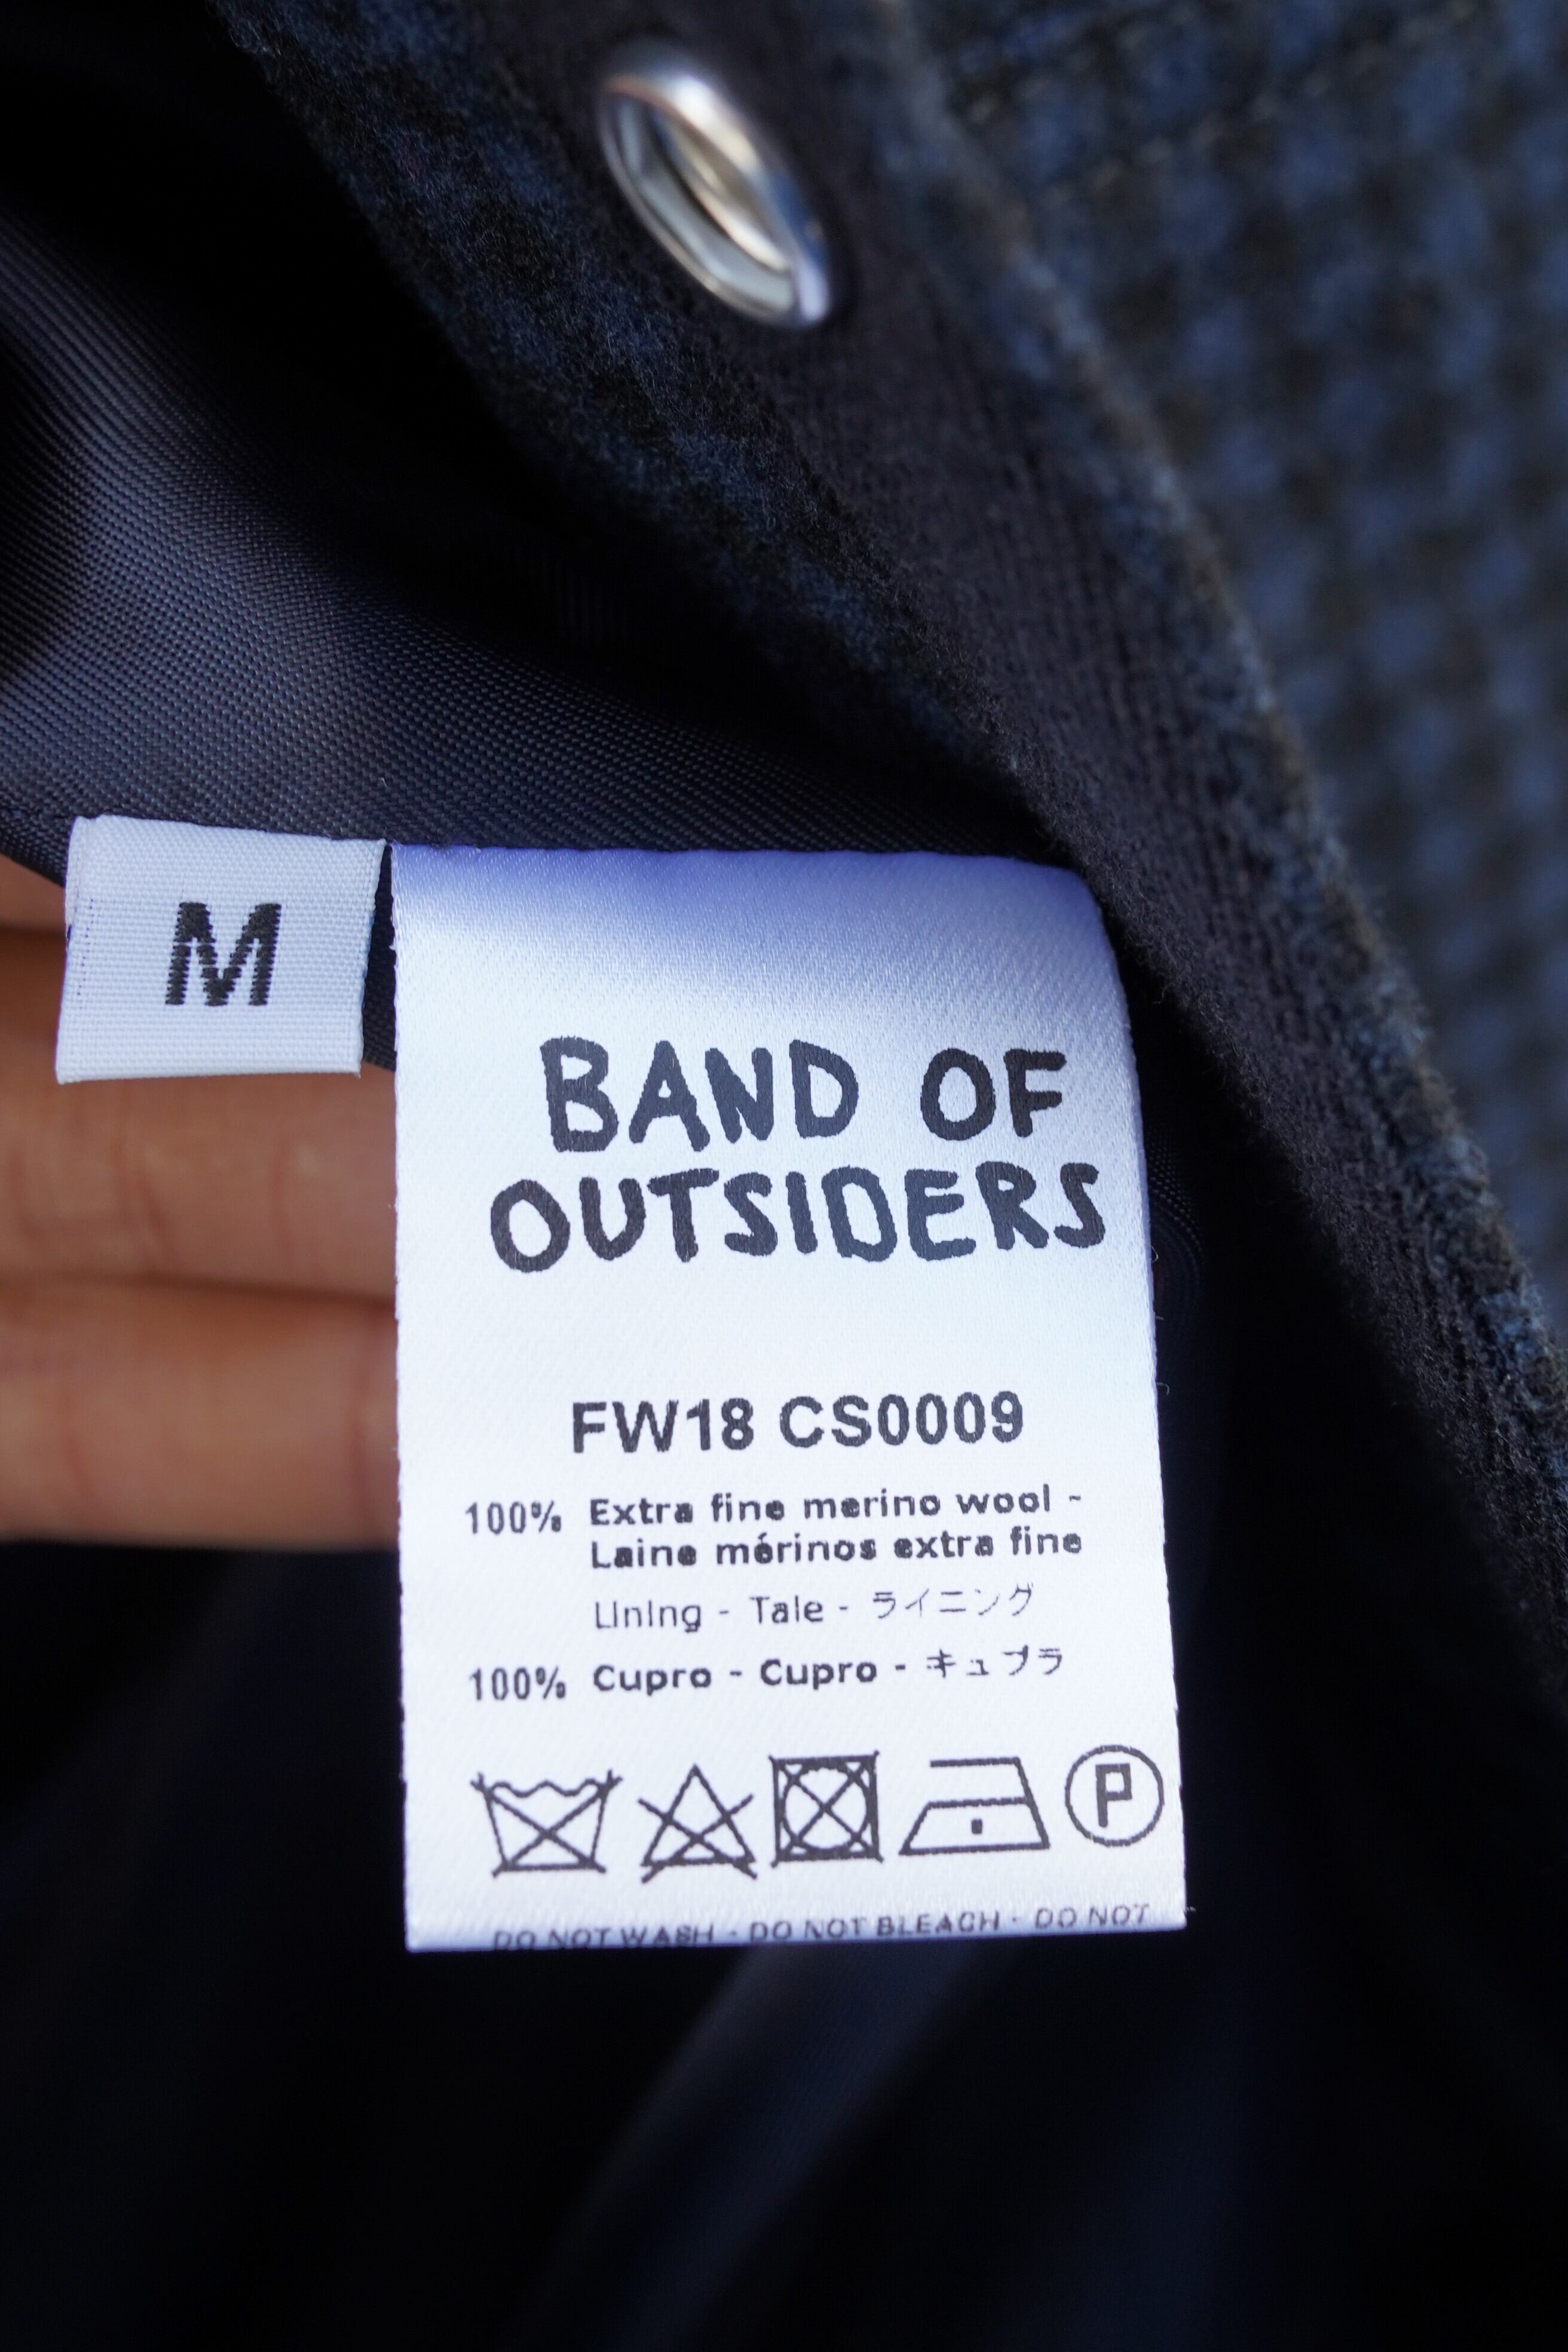 M
BAND OF
OUTSIDERS
FW18 CS0009
100% Extra fine merino wool -
Laine mérinos extra fine
Lining - Taie - ライニング
100% Cupro - Cupro - キュプラ
P
DO NOT WASH - DO NOT BLEACH - DO NOT